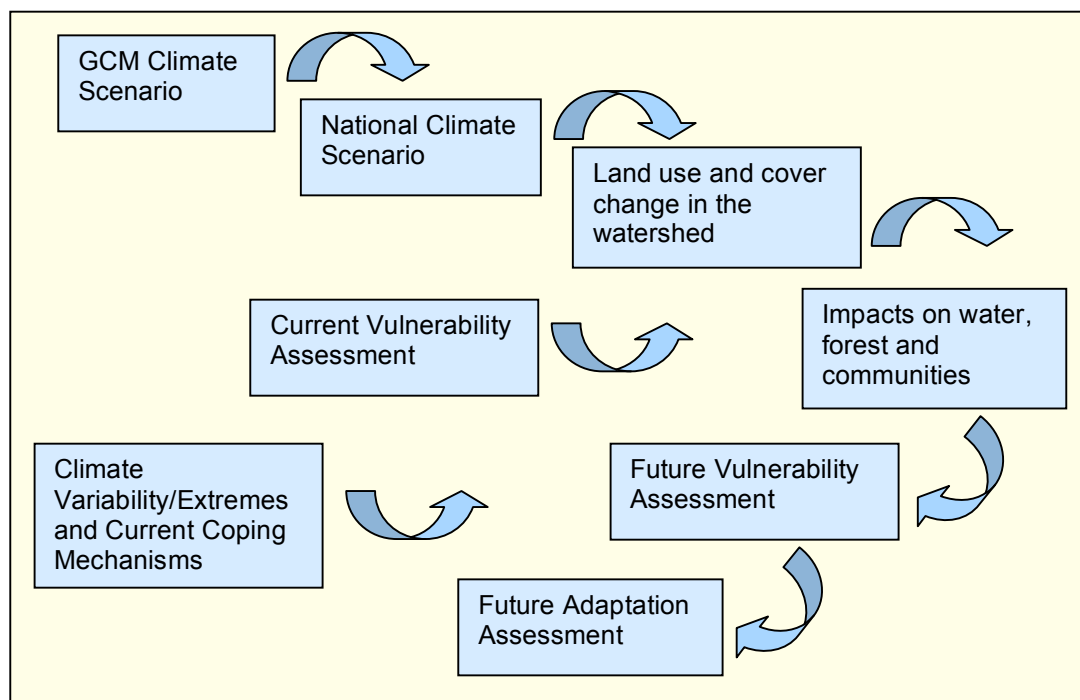 GCM Climate
Scenario
National Climate
Scenario
Land use and cover
change in the
watershed
Current Vulnerability
Assessment
Impacts on water,
forest and
communities
Climate
Variability/Extremes
and Current Coping
Mechanisms
Future Vulnerability
Assessment
Future Adaptation
Assessment